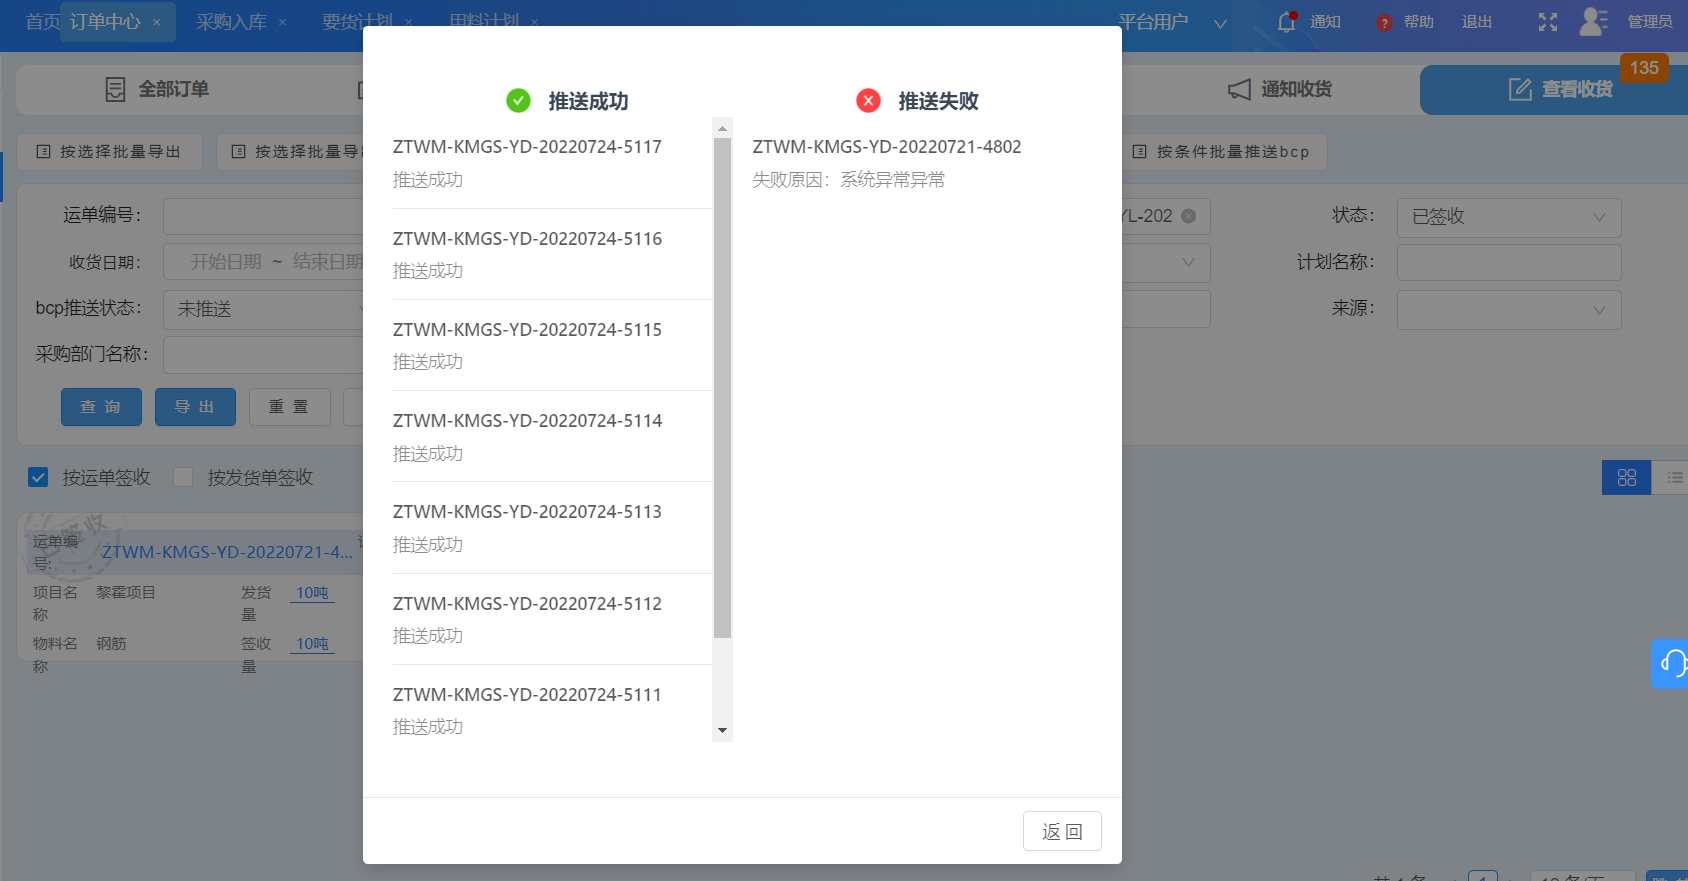 首页 订单中心 × 采购入库 × 要货计划 × 用料计划 × 平台用户 通知 帮助 退出 管理员
全部订单 通知收货 查看收货 135
按选择批量导出 按选择批量导出 按条件批量推送bcp
推送成功
ZTWM-KMGS-YD-20220724-5117
推送成功
ZTWM-KMGS-YD-20220724-5116
推送成功
ZTWM-KMGS-YD-20220724-5115
推送成功
ZTWM-KMGS-YD-20220724-5114
推送成功
ZTWM-KMGS-YD-20220724-5113
推送成功
ZTWM-KMGS-YD-20220724-5112
推送成功
ZTWM-KMGS-YD-20220724-5111
推送成功
推送失败
ZTWM-KMGS-YD-20220721-4802
失败原因：系统异常异常
返 回
运单编号： YL-202 状态： 已签收
收货日期： 开始日期 ~ 结束日期 计划名称：
bcp推送状态： 未推送 来源：
采购部门名称：
查 询 导 出 重 置
按运单签收 按发货单签收
已签收
运单编号: ZTWM-KMGS-YD-20220721-4...
项目名称 黎霍项目 发货量 10吨
物料名称 钢筋 签收量 10吨